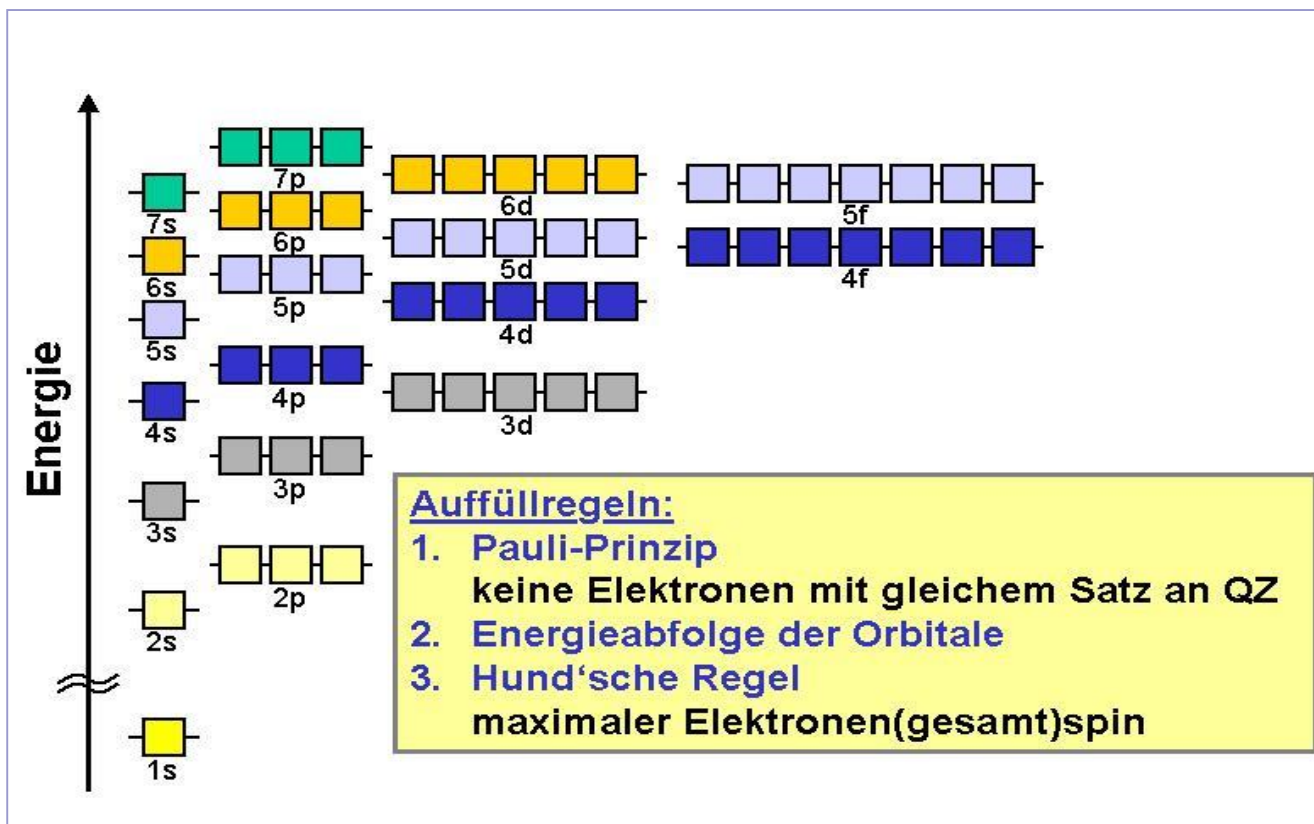 Energie
7p
6d
5f
7s
6p
5d
4f
6s
5p
4d
5s
4p
3d
4s
3p
3s
2p
2s
1s
Auffüllregeln:
1. Pauli-Prinzip
keine Elektronen mit gleichem Satz an QZ
2. Energieabfolge der Orbitale
3. Hund‘sche Regel
maximaler Elektronen(gesamt)spin